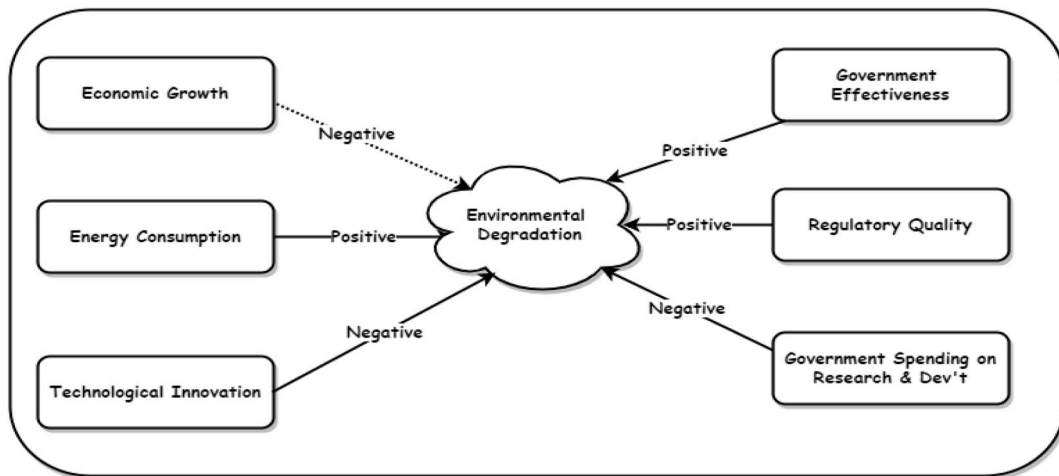 Economic Growth
Negative
Energy Consumption
Positive
Technological Innovation
Negative
Environmental
Degradation
Government
Effectiveness
Positive
Regulatory Quality
Positive
Government Spending on
Research & Dev't
Negative